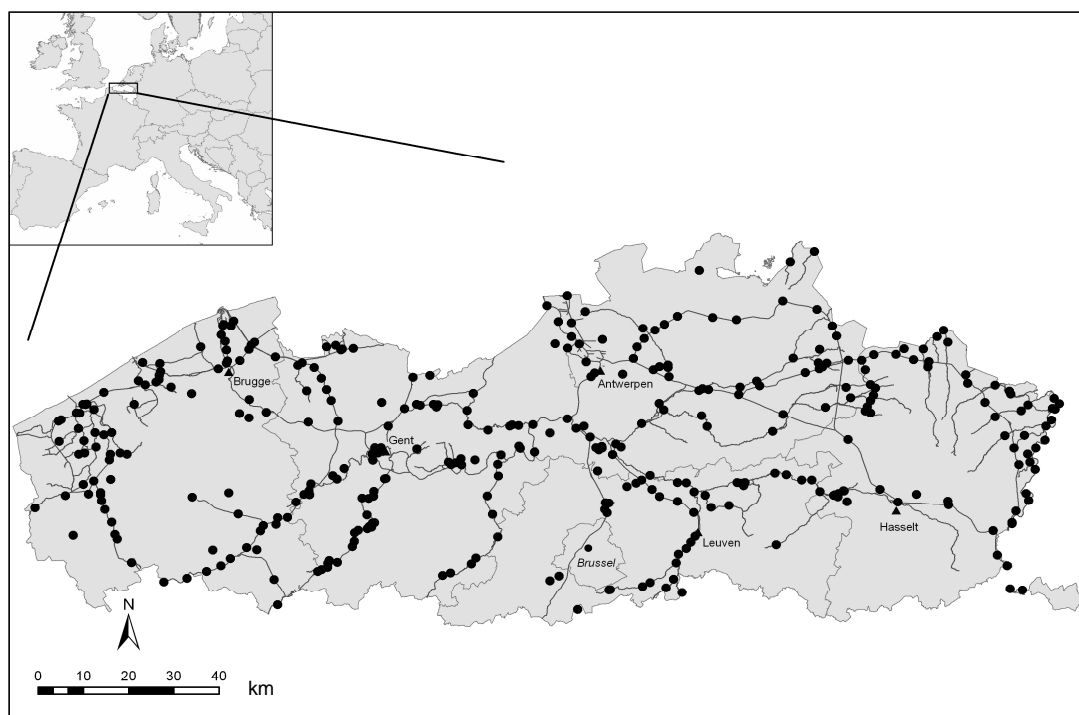 Brugge
Antwerpen
Gent
Hasselt
Leuven
Brussel
N
0 10 20 30 40
km